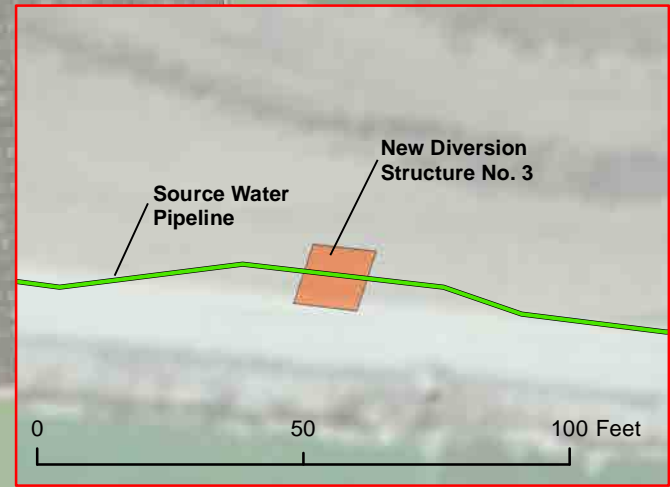 New Diversion
Structure No. 3
Source Water
Pipeline
0 50 100 Feet